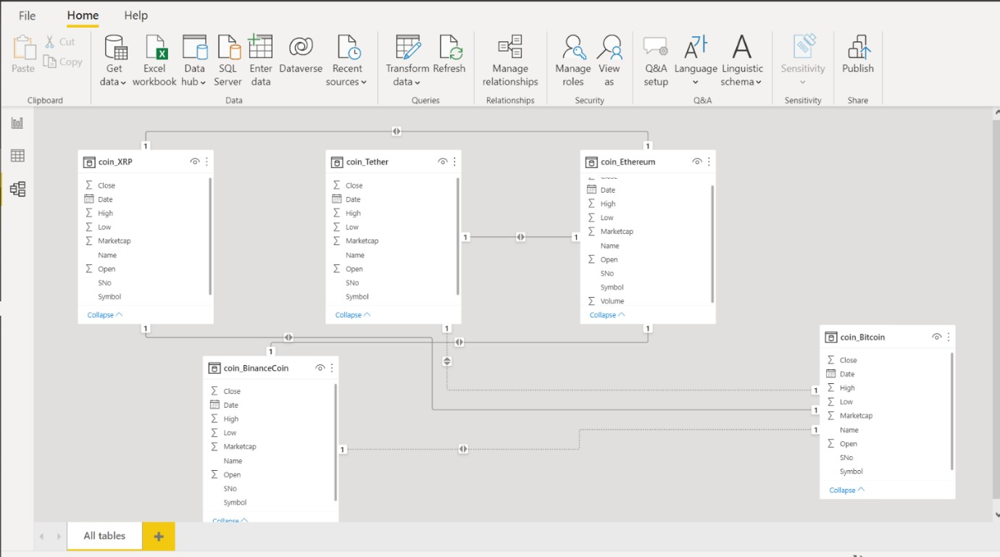 File Home Help
Paste
Cut
Copy
Get data
Excel workbook
Data hub
SQL Server
Enter data
Dataverse
Recent sources
Transform data
Refresh
Manage relationships
Manage roles
View as
Q&A setup
Language
Linguistic schema
Sensitivity
Publish
Clipboard Data Queries Relationships Security Q&A Sensitivity Share
1 1
coin_XRP
Close
Date
High
Low
Marketcap
Name
Open
SNo
Symbol
Collapse
1
coin_Tether
Close
Date
High
Low
Marketcap
Name
Open
SNo
Symbol
Collapse
1
1 1
coin_Ethereum
Close
Date
High
Low
Marketcap
Name
Open
SNo
Symbol
Volume
Collapse
1
1
coin_BinanceCoin
Close
Date
High
Low
Marketcap
Name
Open
SNo
Symbol
Collapse
1
1
1
1
coin_Bitcoin
Close
Date
High
Low
Marketcap
Name
Open
SNo
Symbol
Collapse
All tables